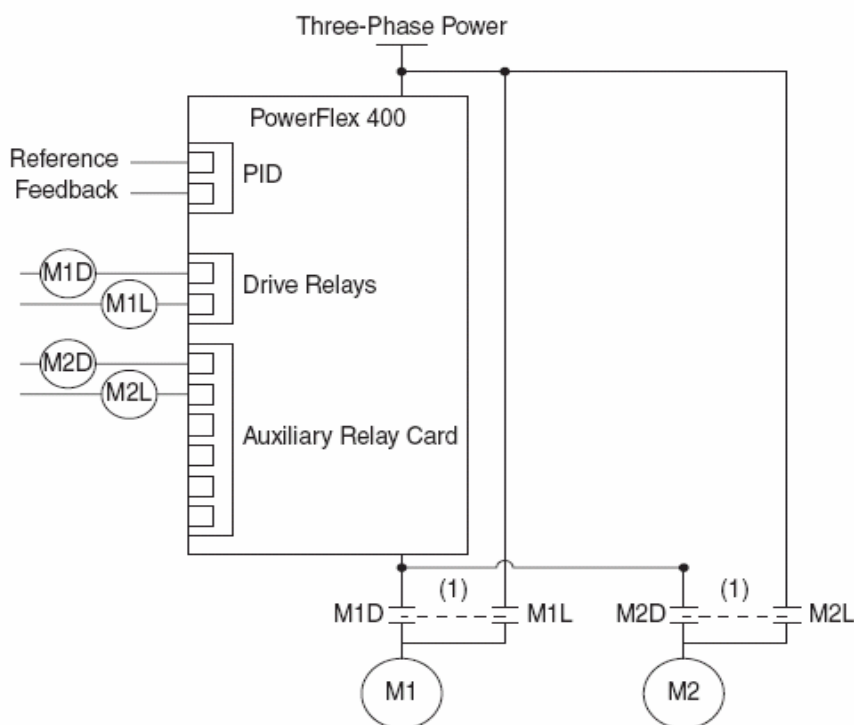 Three-Phase Power
PowerFlex 400
Reference
Feedback
PID
M1D
M1L
Drive Relays
M2D
M2L
Auxiliary Relay Card
(1)
(1)
M1D
M1L
M2D
M2L
M1
M2